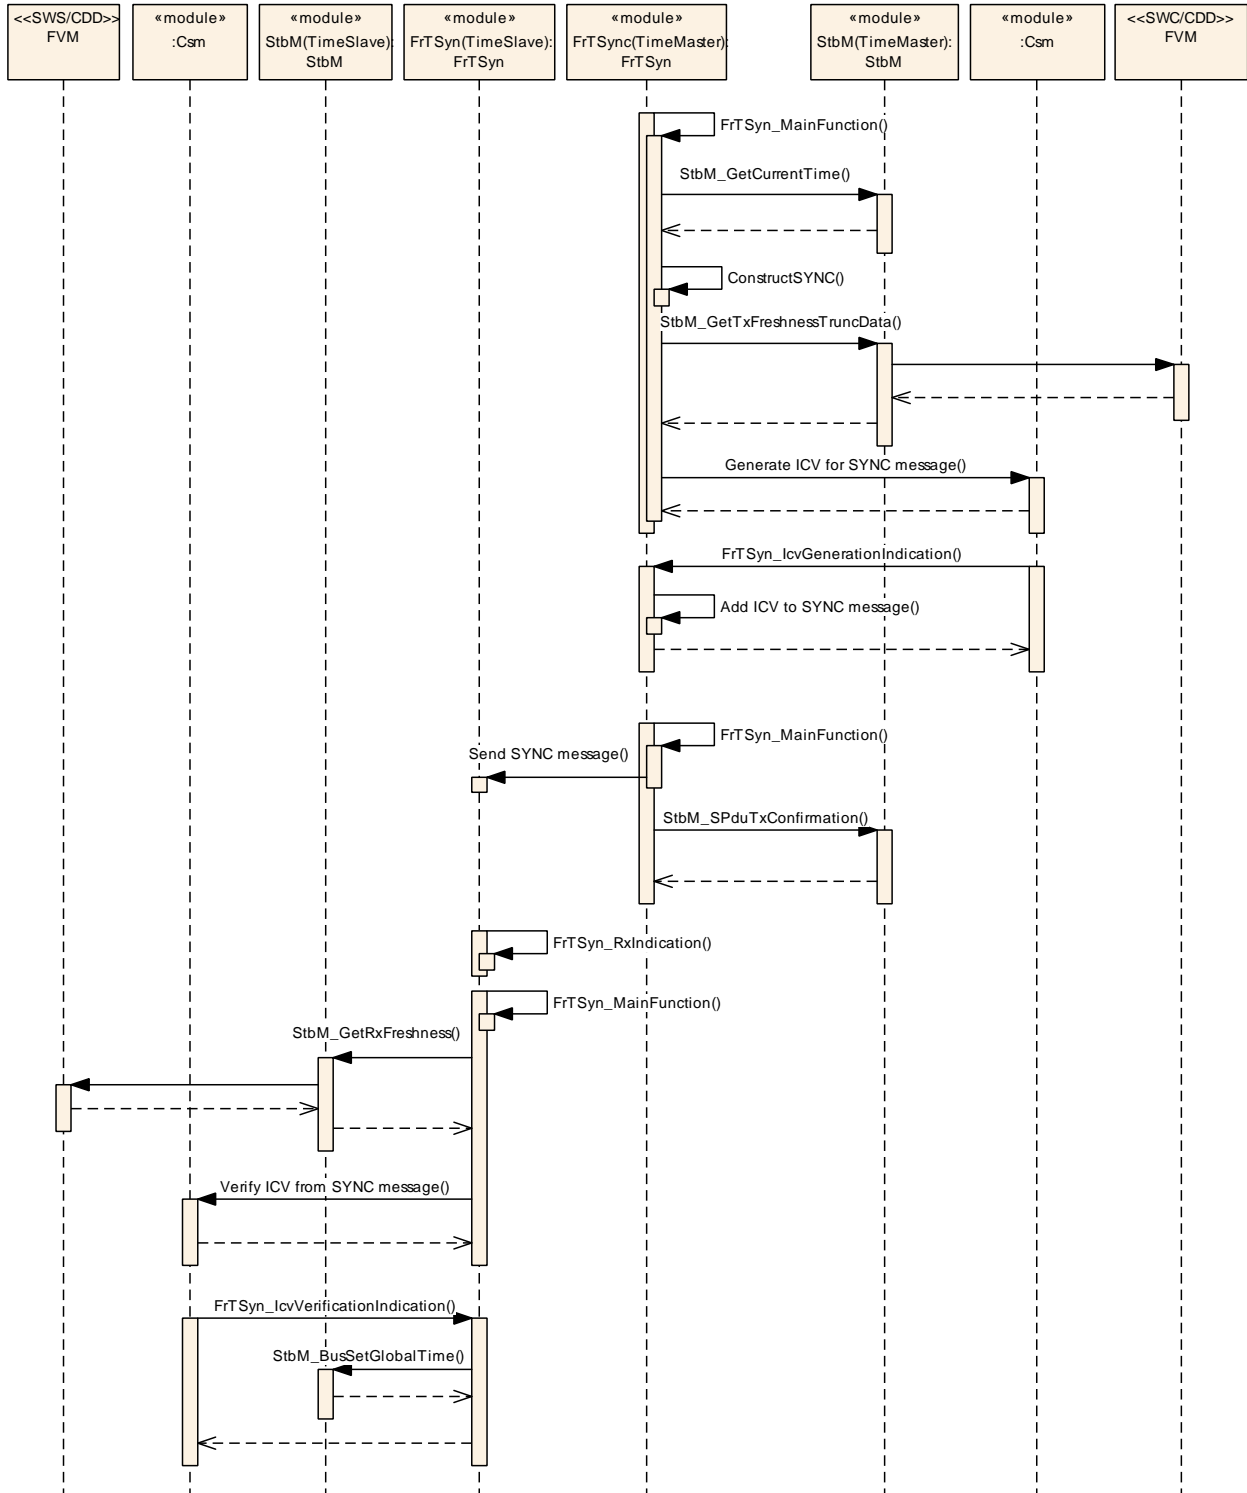 <<SWS/CDD>>
FVM
«module»
:Csm
«module»
StbM(TimeSlave):
StbM
«module»
FrTSyn(TimeSlave):
FrTSyn
«module»
FrTSync(TimeMaster):
FrTSyn
«module»
StbM(TimeMaster):
StbM
«module»
:Csm
<<SWC/CDD>>
FVM
FrTSyn_MainFunction()
StbM_GetCurrentTime()
ConstructSYNC()
StbM_GetTxFreshnessTruncData()
Generate ICV for SYNC message()
FrTSyn_IcvGenerationIndication()
Add ICV to SYNC message()
FrTSyn_MainFunction()
Send SYNC message()
StbM_SPduTxConfirmation()
FrTSyn_RxIndication()
FrTSyn_MainFunction()
StbM_GetRxFreshness()
Verify ICV from SYNC message()
FrTSyn_IcvVerificationIndication()
StbM_BusSetGlobalTime()